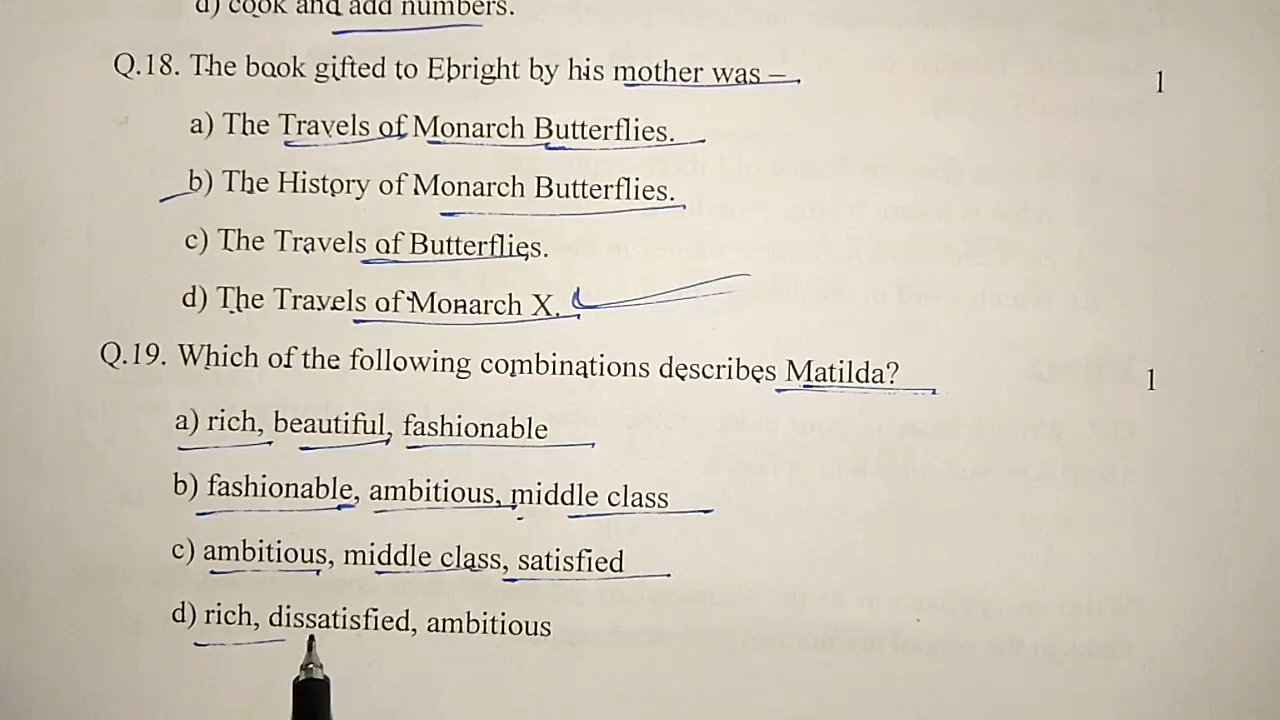 d) cook and add numbers.
Q.18. The book gifted to Ebright by his mother was – 1
a) The Travels of Monarch Butterflies.
b) The History of Monarch Butterflies.
c) The Travels of Butterflies.
d) The Travels of Monarch X.
Q.19. Which of the following combinations describes Matilda? 1
a) rich, beautiful, fashionable
b) fashionable, ambitious, middle class
c) ambitious, middle class, satisfied
d) rich, dissatisfied, ambitious